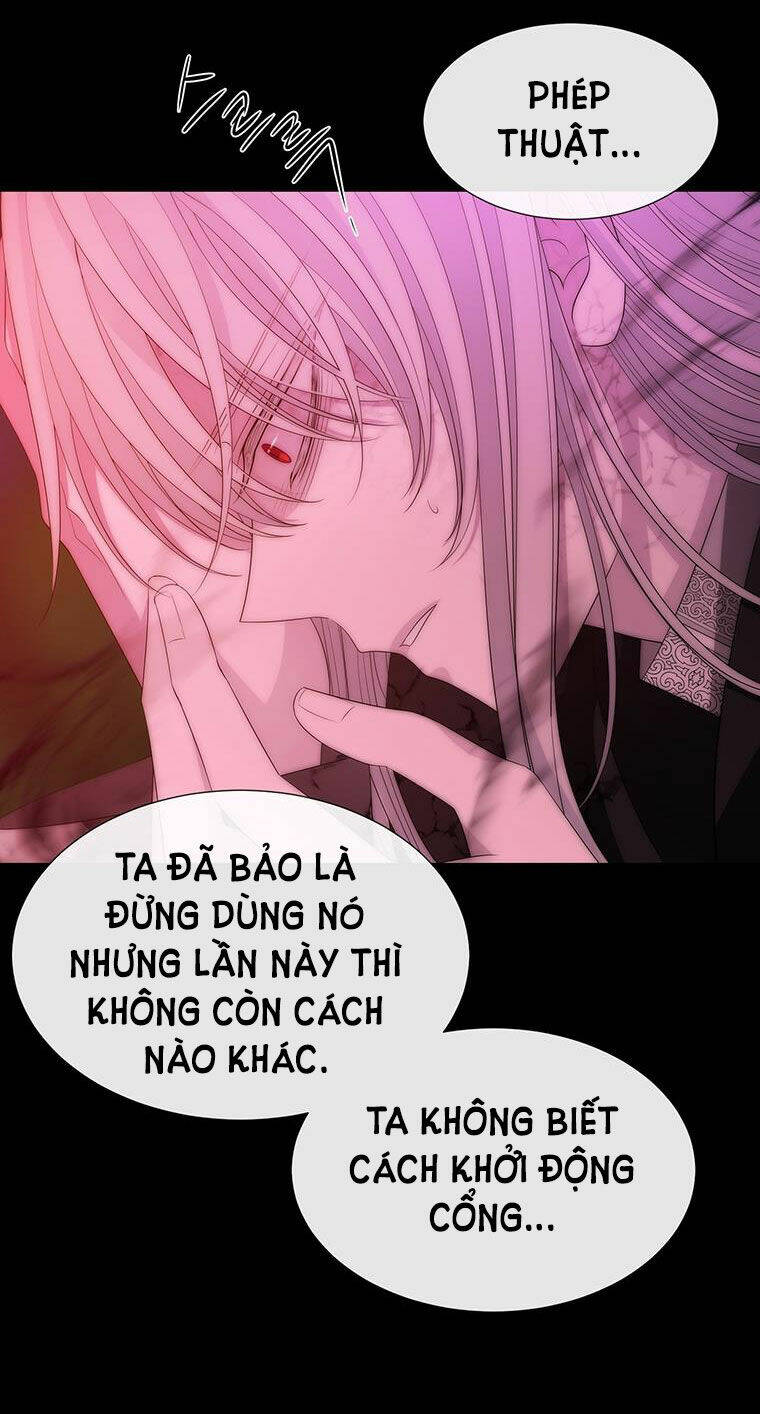 PHÉP
THUẬT...
TA ĐÃ BẢO LÀ
ĐỪNG DÙNG NÓ
NHƯNG LẦN NÀY THÌ
KHÔNG CÒN CÁCH
NÀO KHÁC.
TA KHÔNG BIẾT
CÁCH KHỞI ĐỘNG
CỔNG...